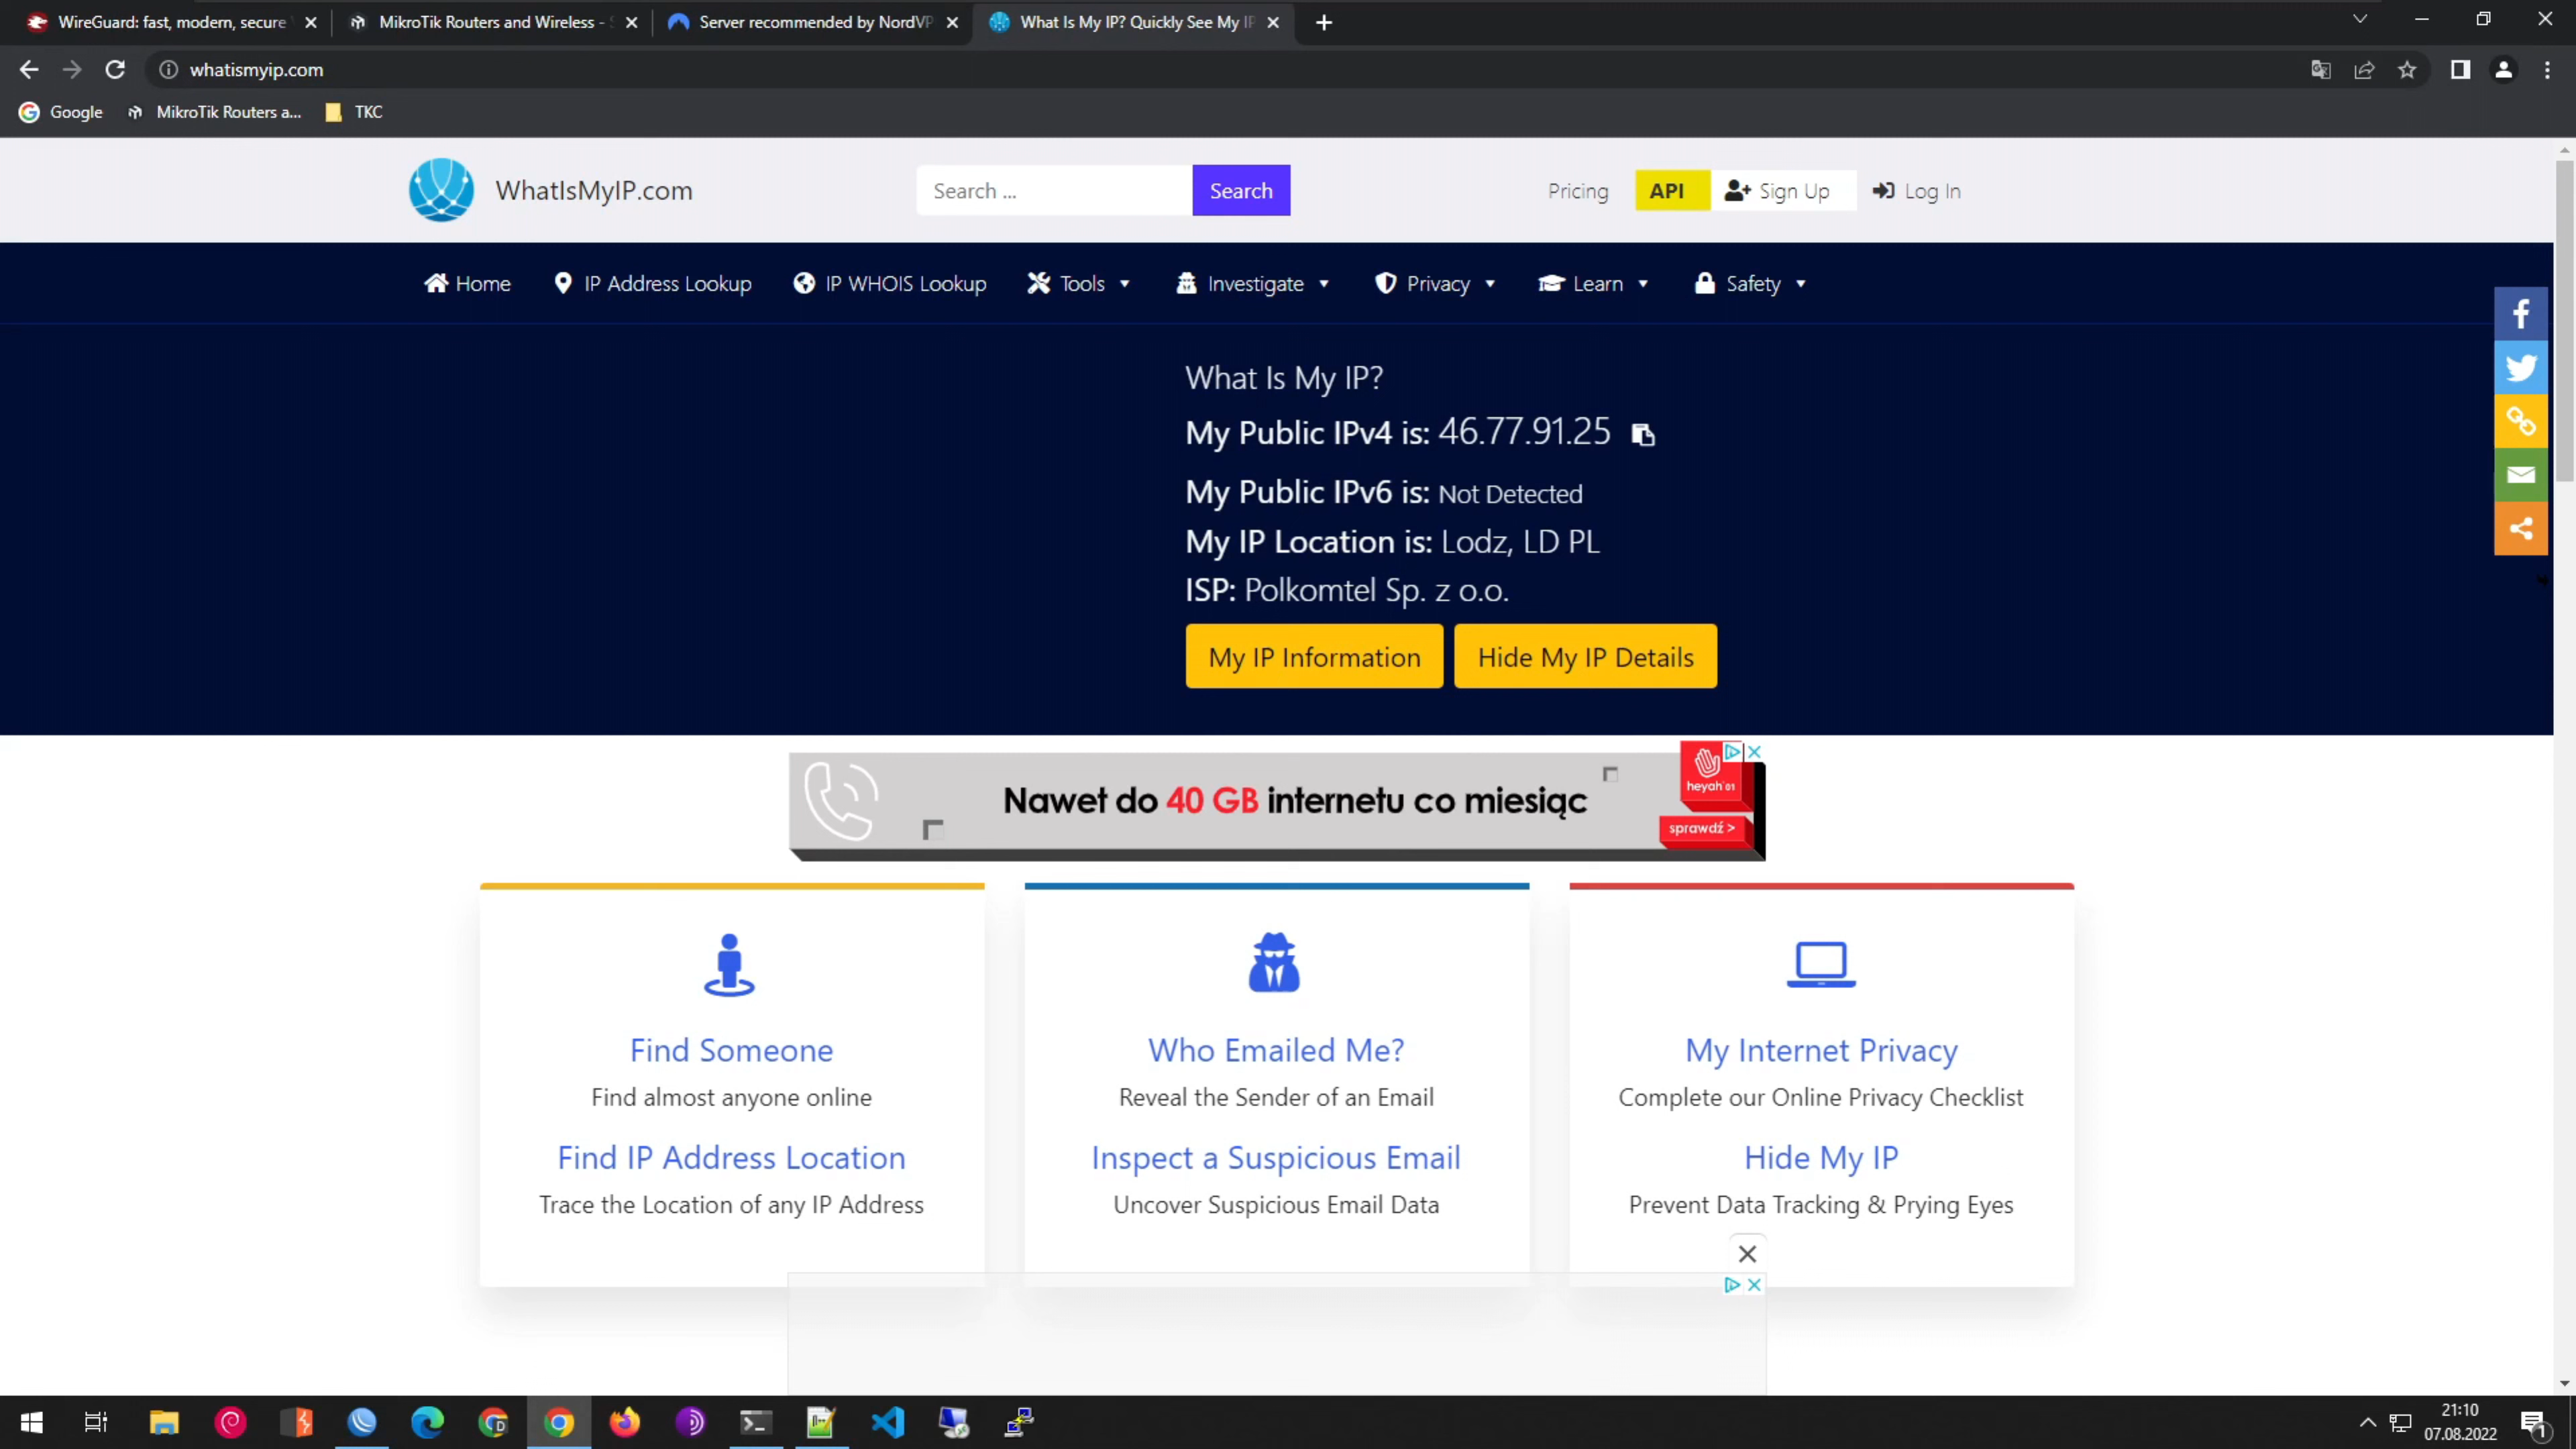 WireGuard: fast, modern, secure
MikroTik Routers and Wireless -
Server recommended by NordVP
What Is My IP? Quickly See My IP
whatismyip.com
Google
MikroTik Routers a...
TKC
WhatIsMyIP.com
Search ...
Search
Pricing
API
Sign Up
Log In
Home
IP Address Lookup
IP WHOIS Lookup
Tools
Investigate
Privacy
Learn
Safety
What Is My IP?
My Public IPv4 is: 46.77.91.25
My Public IPv6 is: Not Detected
My IP Location is: Lodz, LD PL
ISP: Polkomtel Sp. z o.o.
My IP Information
Hide My IP Details
Nawet do 40 GB internetu co miesiąc
heyah 01
sprawdź >
Find Someone
Find almost anyone online
Find IP Address Location
Trace the Location of any IP Address
Who Emailed Me?
Reveal the Sender of an Email
Inspect a Suspicious Email
Uncover Suspicious Email Data
My Internet Privacy
Complete our Online Privacy Checklist
Hide My IP
Prevent Data Tracking & Prying Eyes
21:10
07.08.2022
1